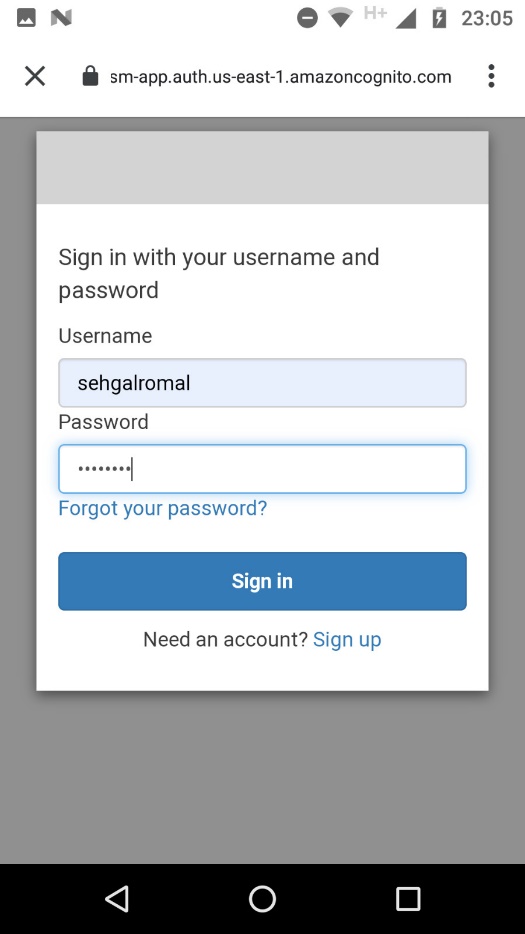 H+ 23:05
sm-app.auth.us-east-1.amazoncognito.com
Sign in with your username and
password
Username
sehgalromal
Password
••••••••
Forgot your password?
Sign in
Need an account? Sign up